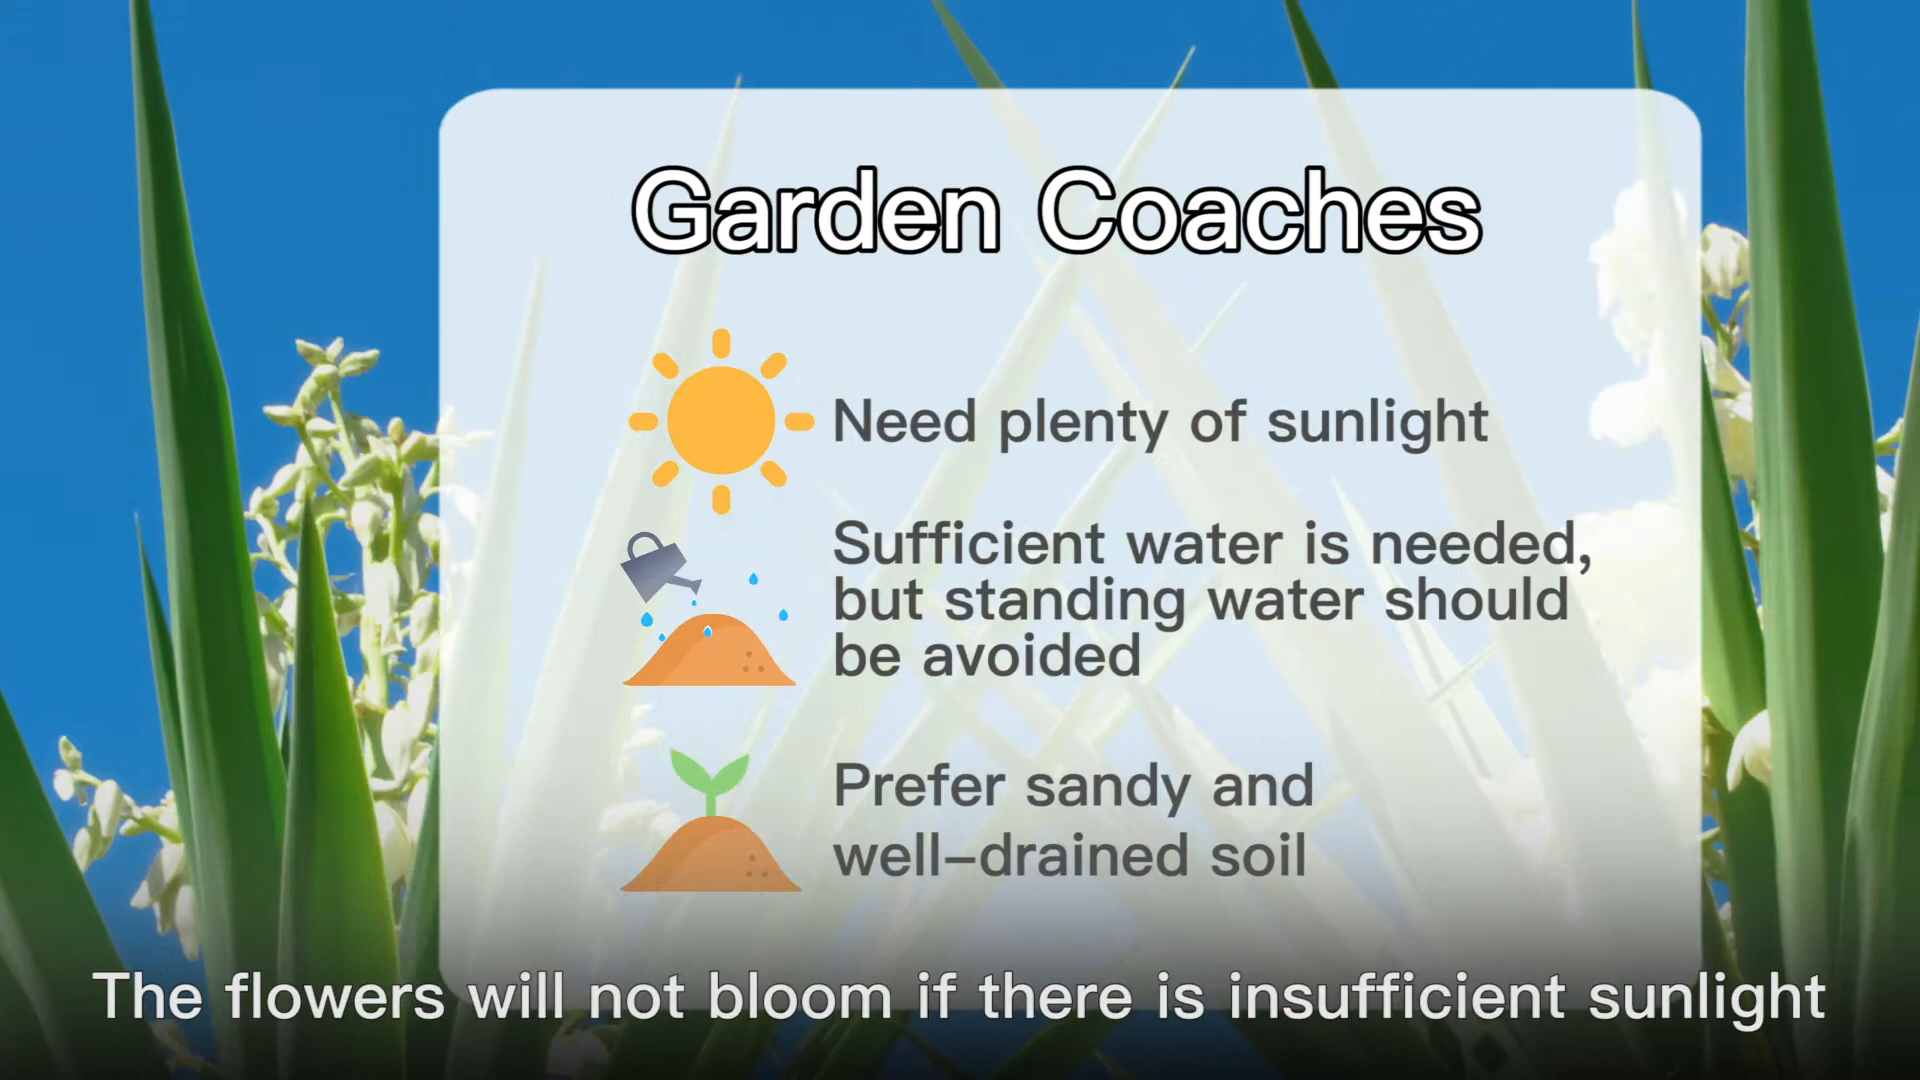 Garden Coaches
Need plenty of sunlight
Sufficient water is needed,
but standing water should
be avoided
Prefer sandy and
well-drained soil
The flowers will not bloom if there is insufficient sunlight